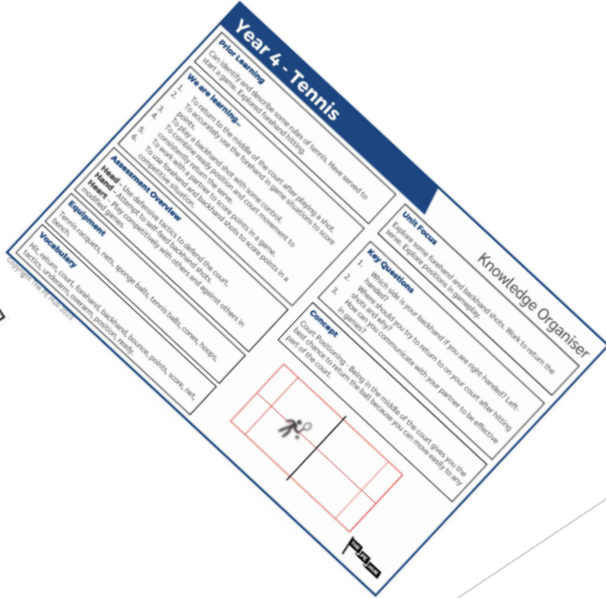 Year 4 - Tennis
Knowledge Organiser
Prior Learning
Can identify and describe some rules of tennis. Have served to
start a game. Explored forehand hitting.
We are learning...
1. To return to the middle of the court after playing a shot.
2. To accurately use the forehand in game situations to score
points.
3. To play a backhand shot with some control.
4. To combine ready position and court movement to
consistently return the serve.
5. To work with a partner to score points in a game.
6. To use forehand and backhand shots to score points in a
competitive situation.
Assessment Overview
Head - Use defensive tactics to defend the court.
Hand - Attempt to self-feed backhand shots.
Heart - Play competitively with others and against others in
modified games.
Equipment
Tennis racquets, nets, sponge balls, tennis balls, cones, hoops,
bench.
Vocabulary
Hit, return, court, forehand, backhand, bounce, points, score, net,
tactics, underarm, overarm, position, ready.
Unit Focus
Explore some forehand and backhand shots. Work to return the
serve. Explore positions in gameplay.
Key Questions
1. Which side is your backhand if you are right-handed? Left-
handed?
2. Where should you try to return to on your court after hitting
shots and why?
3. How can you communicate with your partner to be effective
in games?
Concept
Court Positioning - Being in the middle of the court gives you the
best chance to return the ball because you can move easily to any
part of the court.
Copyright The PE Hub 2023